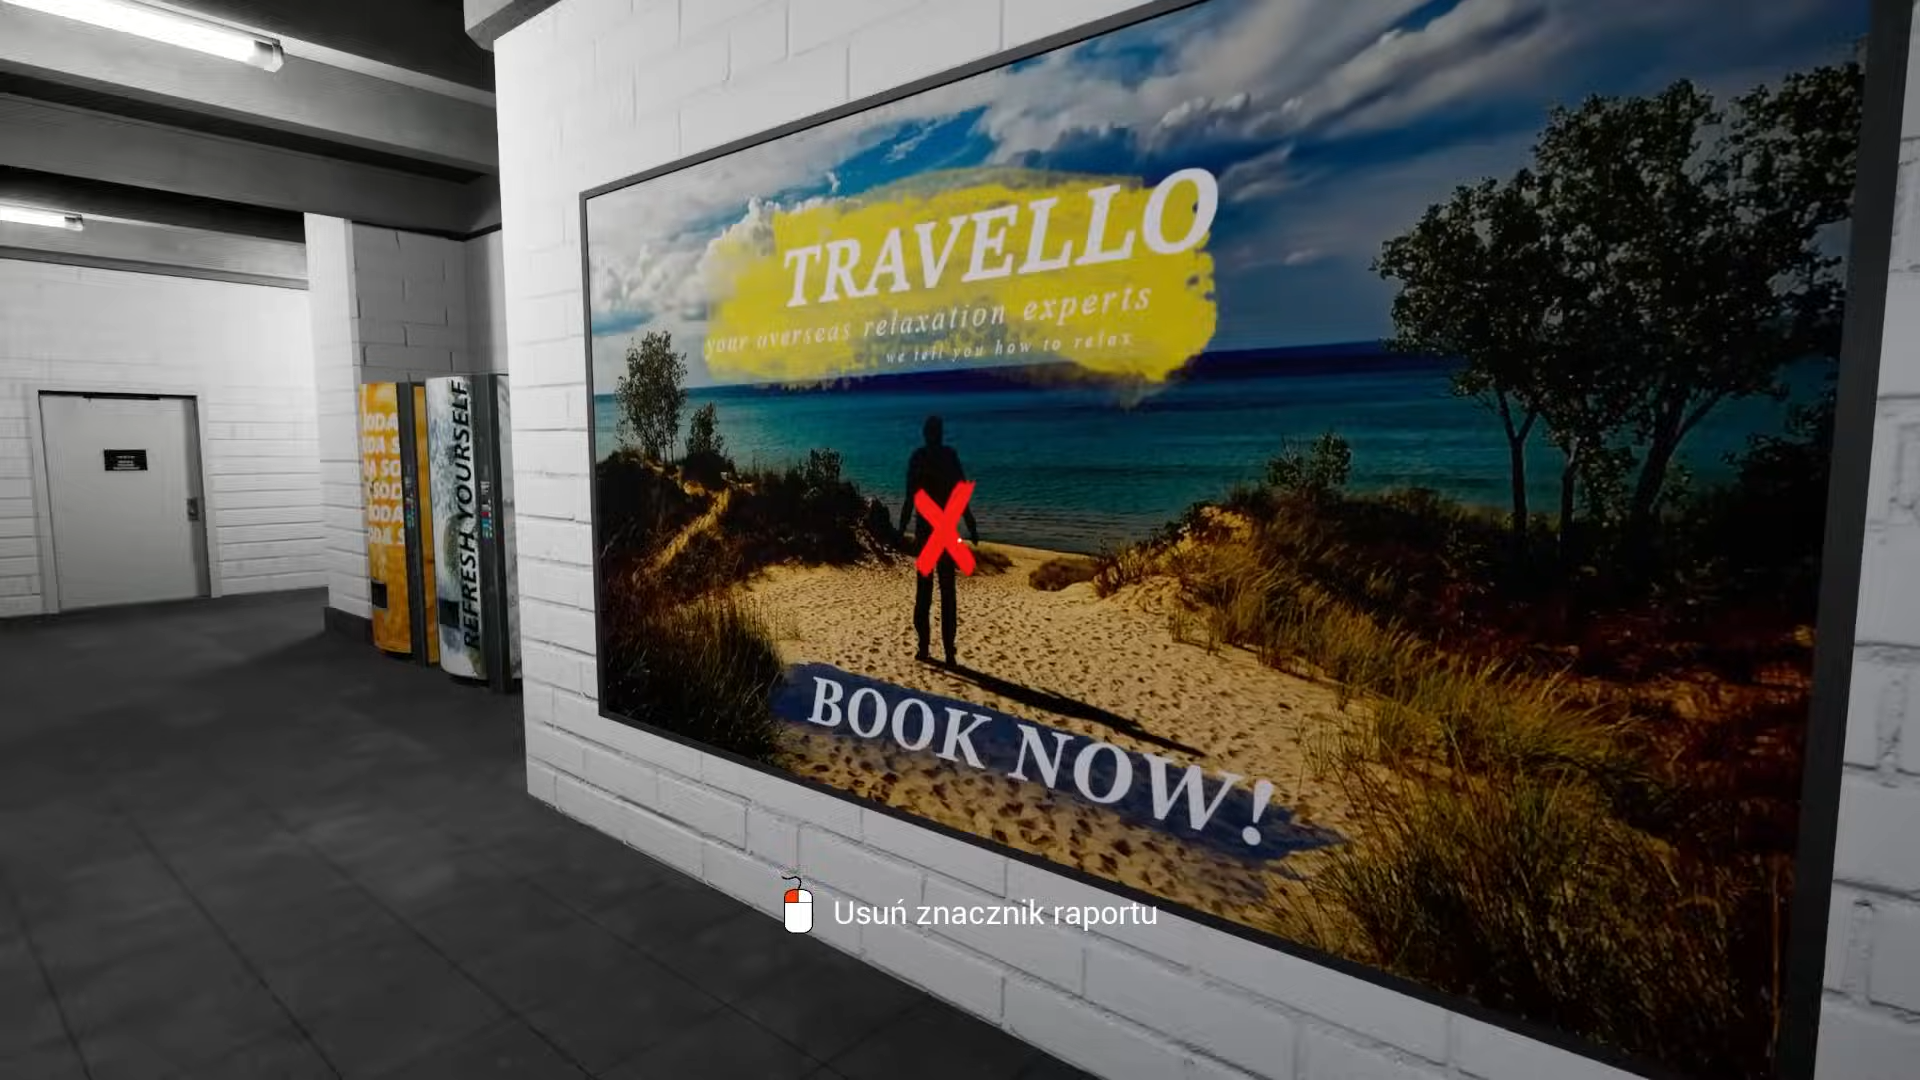 TRAVELLO
your overseas relaxation experts
we tell you how to relax
BOOK NOW!
REFRESH YOURSELF
Usuń znacznik raportu